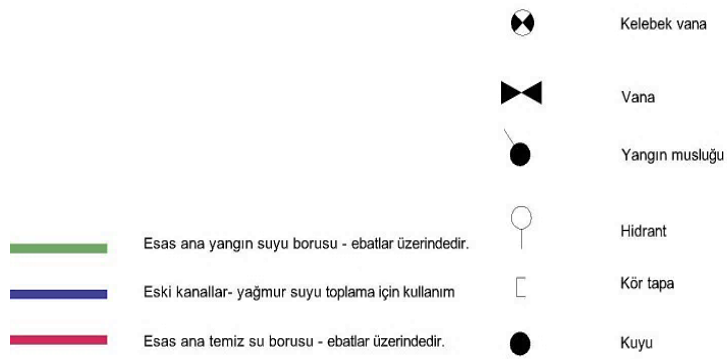 Kelebek vana
Vana
Yangın musluğu
Hidrant
Kör tapa
Kuyu
Esas ana yangın suyu borusu - ebatlar üzerindedir.
Eski kanallar- yağmur suyu toplama için kullanım
Esas ana temiz su borusu - ebatlar üzerindedir.